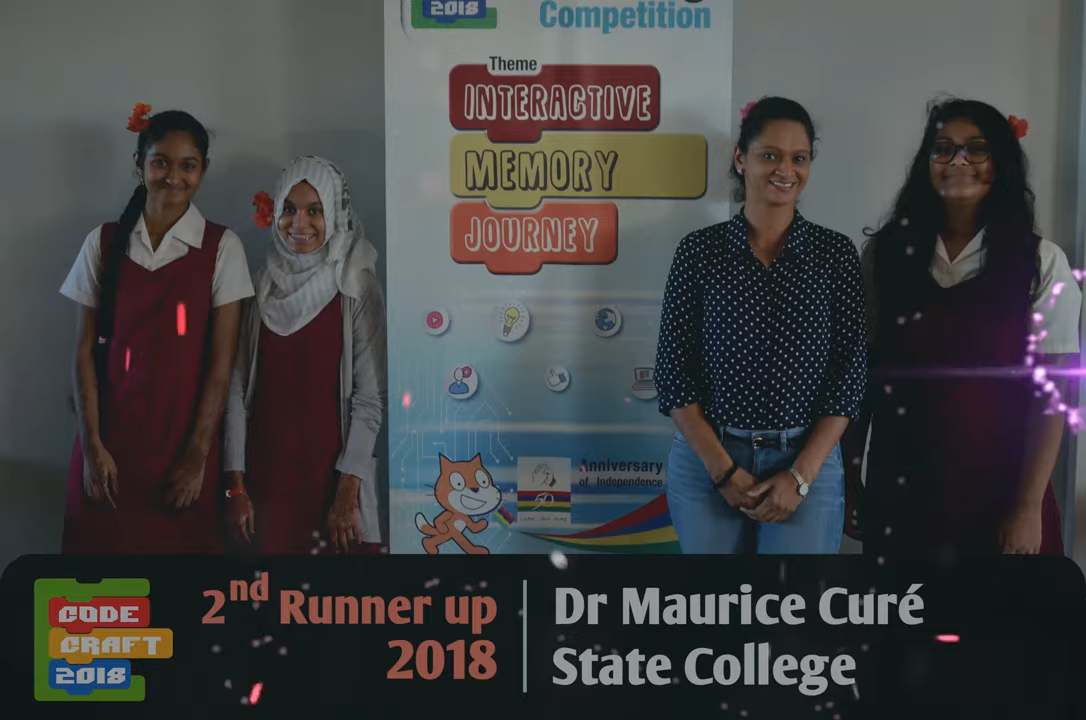 2018
Competition
Theme
INTERACTIVE
MEMORY
JOURNEY
Anniversary
of Independence
50
CODE
CRAFT
2018
2nd Runner up
2018
Dr Maurice Curé
State College